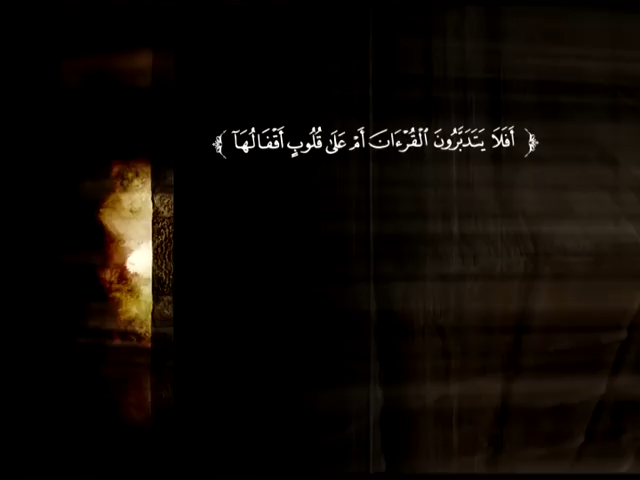 ﴿ أَفَلَا يَتَدَبَّرُونَ ٱلْقُرْءَانَ أَمْ عَلَىٰ قُلُوبٍ أَقْفَالُهَآ ﴾